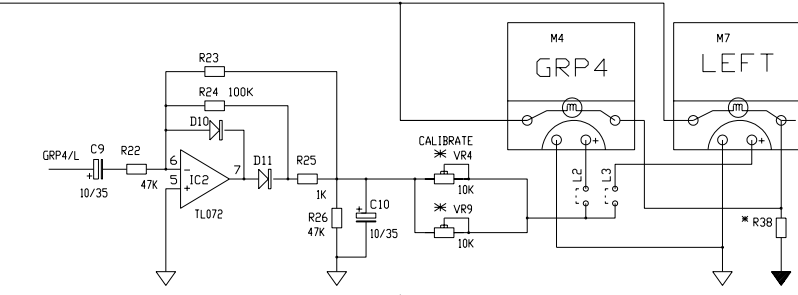 M4
M7
GRP4
LEFT
R23
R24 100K
D10
GRP4/L
C9
R22
6
7
D11
R25
CALIBRATE
* VR4
+
+
+
-
5
+
IC2
10/35
47K
1K
10K
L2
L3
TL072
R26
47K
+
C10
10/35
* VR9
10K
* R38